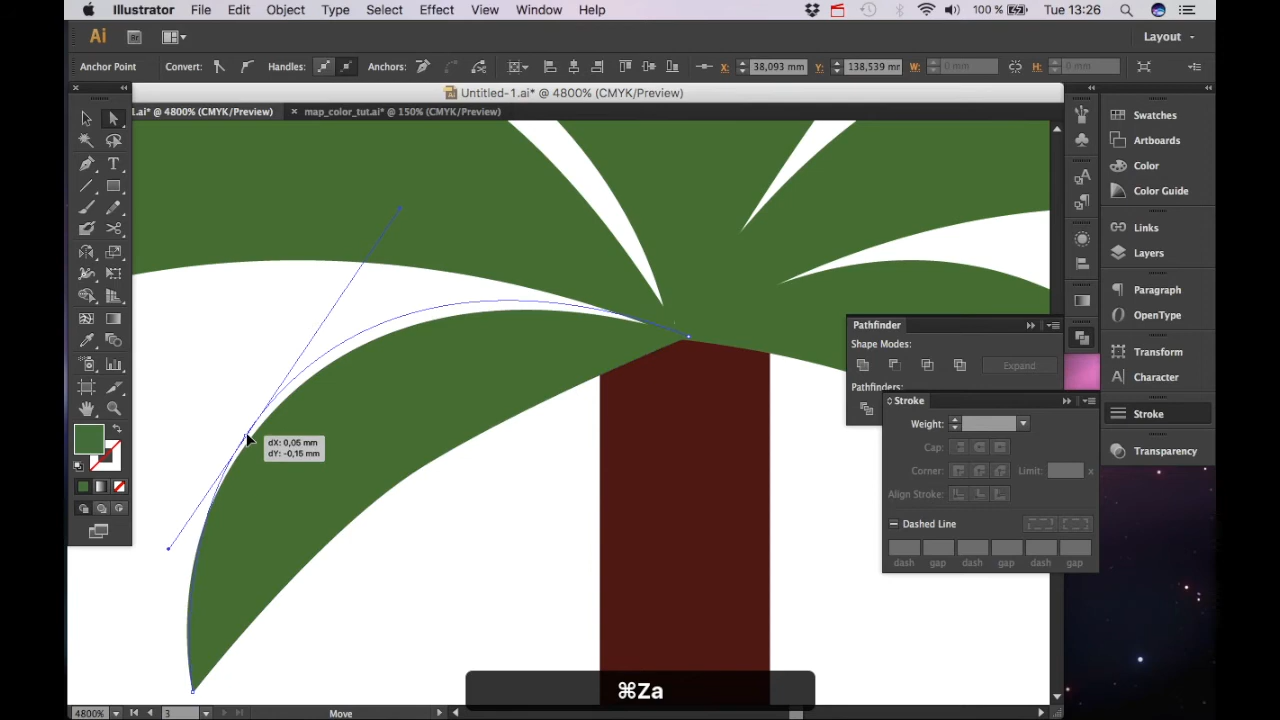 Illustrator File Edit Object Type Select Effect View Window Help 100 % Tue 13:26
Ai Br Layout
Anchor Point Convert: Handles: Anchors: X: 38,093 mm Y: 138,539 mm W: 0 mm H: 0 mm
Untitled-1.ai* @ 4800% (CMYK/Preview)
1.ai* @ 4800% (CMYK/Preview) × map_color_tut.ai* @ 150% (CMYK/Preview)
Swatches
Artboards
Color
Color Guide
Links
Layers
Paragraph
OpenType
Transform
Character
Stroke
Transparency
Pathfinder
Shape Modes:
Expand
Pathfinders:
Stroke
Weight:
Cap:
Corner: Limit: x
Align Stroke:
Dashed Line
dash gap dash gap dash gap
dX: 0,05 mm
dY: -0,15 mm
⌘Za
4800% 3 Move